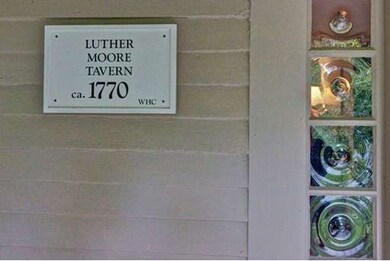 LUTHER
MOORE
TAVERN
ca. 1770
WHC